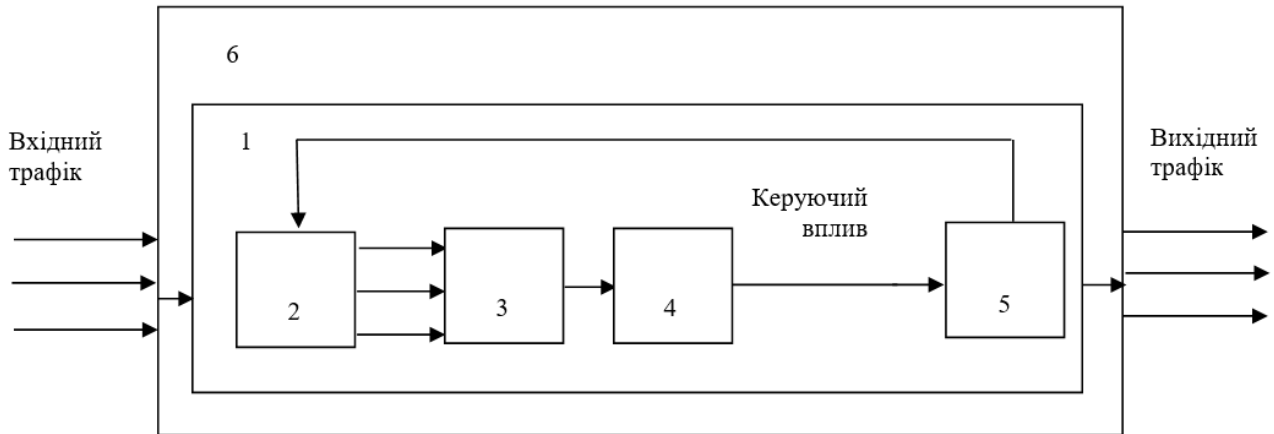 6
1
Вхідний
трафік
Вихідний
трафік
Керуючий
вплив
2
3
4
5